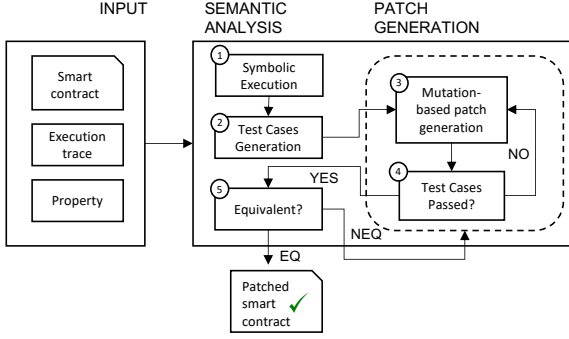 INPUT
SEMANTIC
ANALYSIS
PATCH
GENERATION
Smart
contract
Execution
trace
Property
1
Symbolic
Execution
2
Test Cases
Generation
3
Mutation-
based patch
generation
NO
4
Test Cases
Passed?
YES
5
Equivalent?
NEQ
EQ
Patched
smart
contract